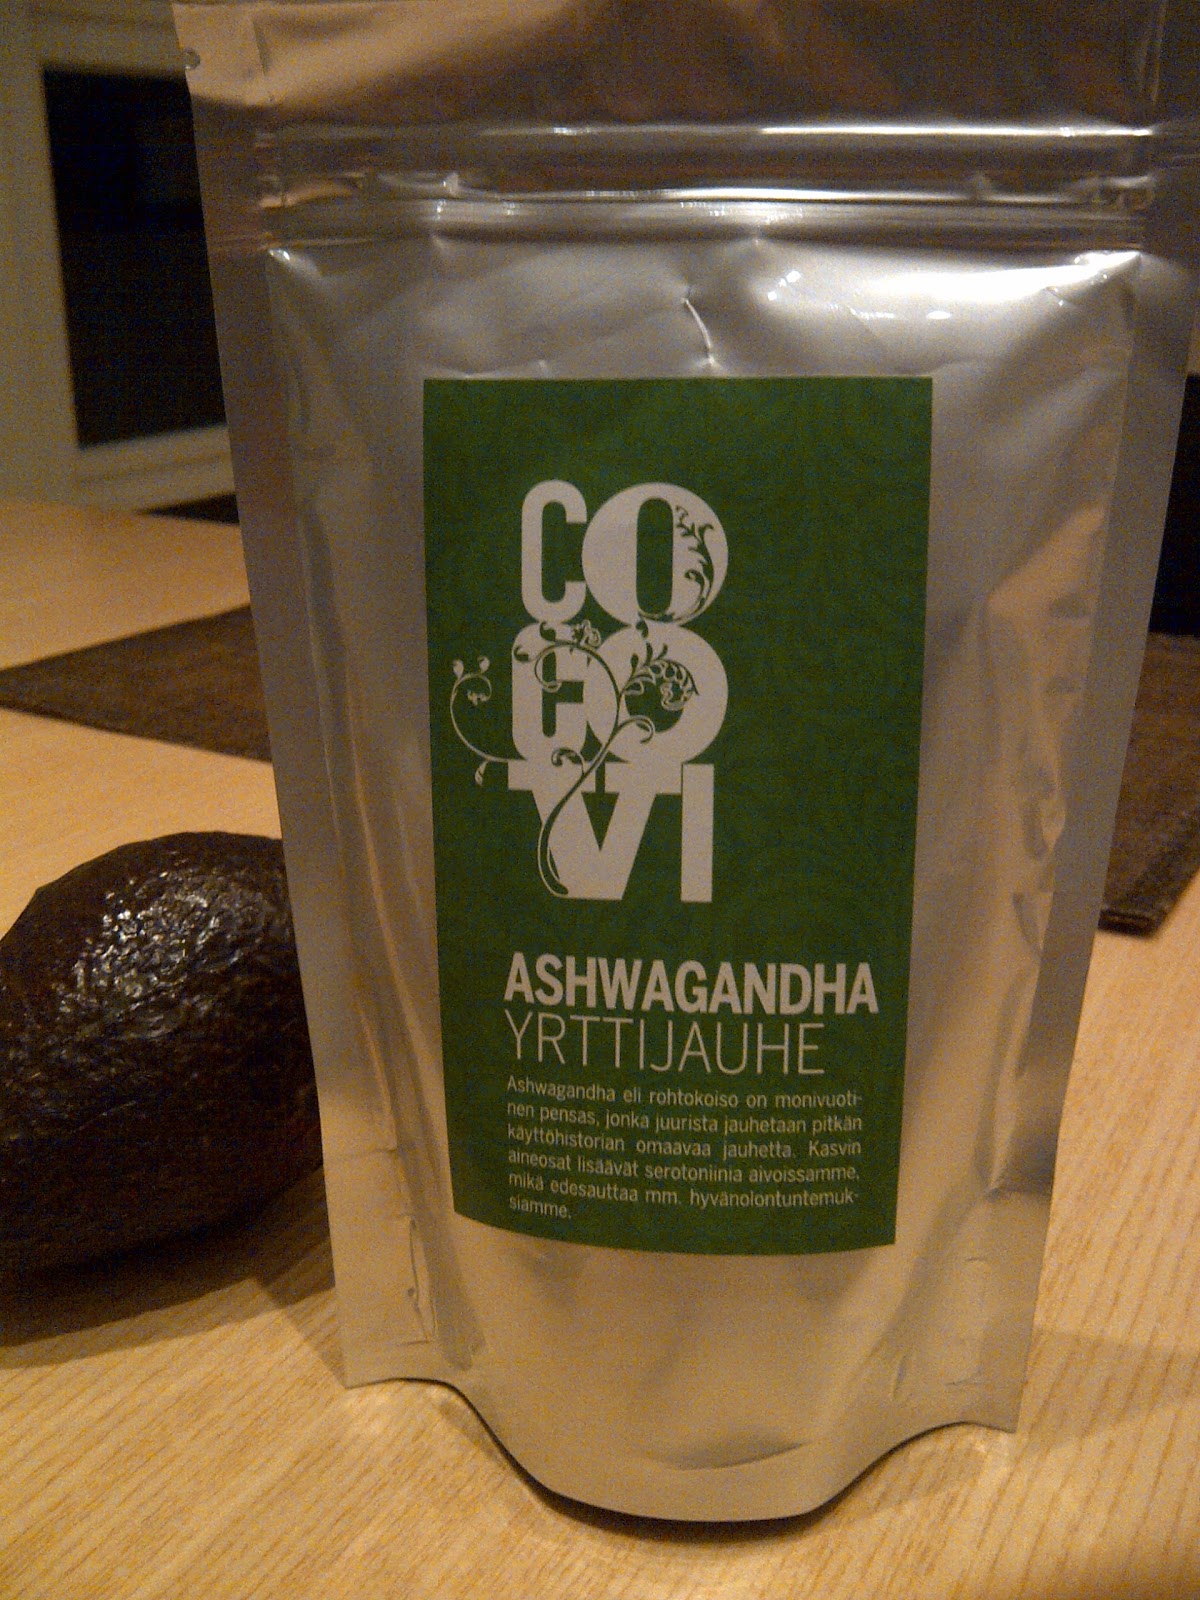 CO
CO
VI
ASHWAGANDHA
YRTTIJAUHE
Ashwagandha eli rohtokoiso on monivuoti-
nen pensas, jonka juurista jauhetaan pitkän
käyttöhistorian omaavaa jauhetta. Kasvin
aineosat lisäävät serotoniinia aivoissamme,
mikä edesauttaa mm. hyvänolontuntemuk-
siamme.